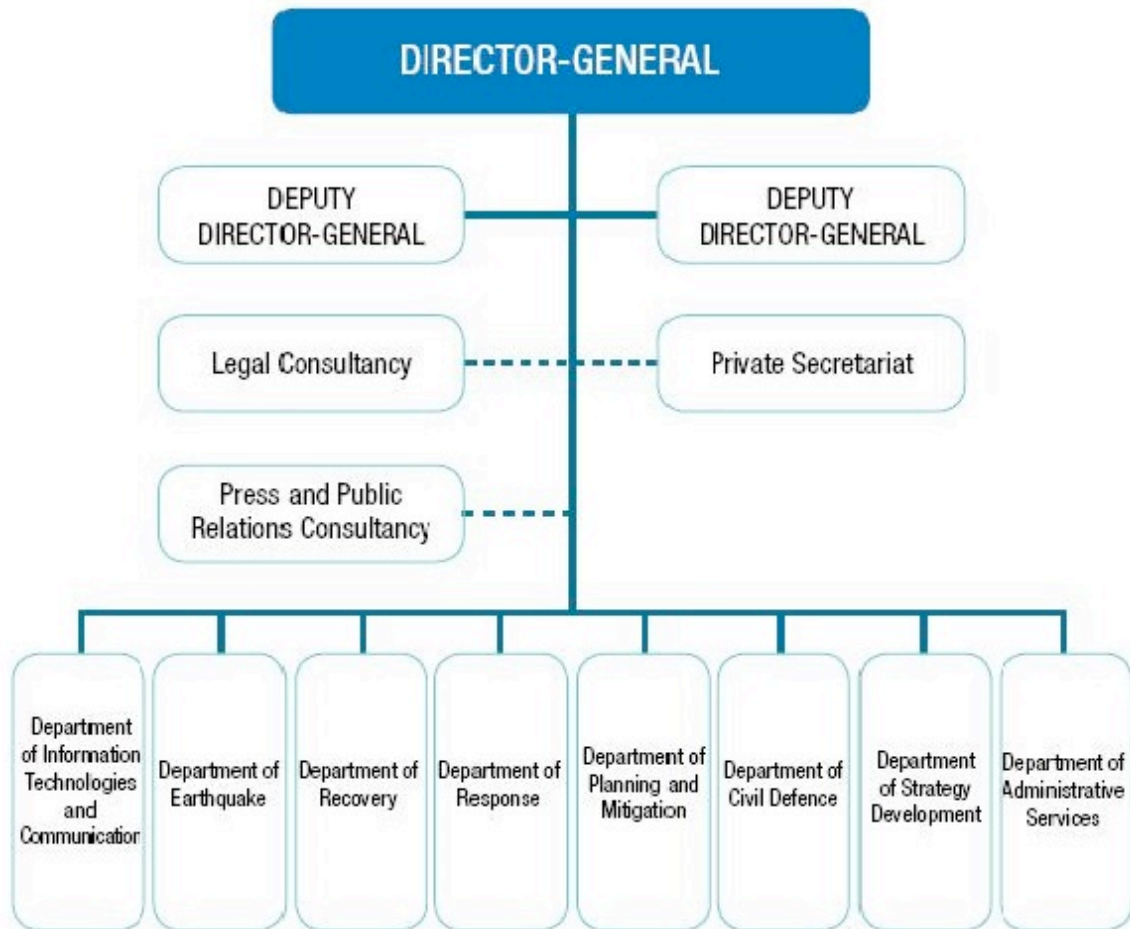 DIRECTOR-GENERAL
DEPUTY
DIRECTOR-GENERAL
DEPUTY
DIRECTOR-GENERAL
Legal Consultancy
Private Secretariat
Press and Public
Relations Consultancy
Department
of Information
Technologies
and
Communication
Department of
Earthquake
Department of
Recovery
Department of
Response
Department of
Planning and
Mitigation
Department of
Civil Defence
Department
of Strategy
Development
Department of
Administrative
Services